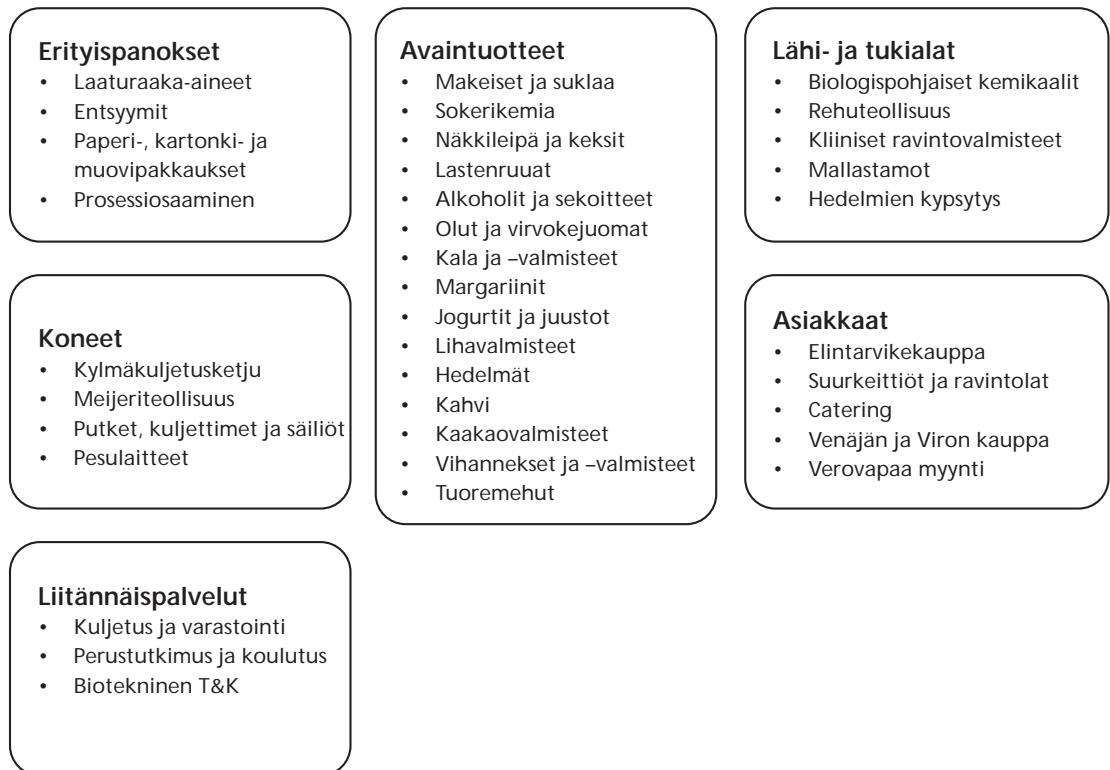 Erityispanokset
• Laaturaaka-aineet
• Entsyymit
• Paperi-, kartonki- ja
muovipakkaukset
• Prosessiosaaminen
Koneet
• Kylmäkuljetusketju
• Meijeriteollisuus
• Putket, kuljettimet ja säiliöt
• Pesulaitteet
Liitännäispalvelut
• Kuljetus ja varastointi
• Perustutkimus ja koulutus
• Biotekninen T&K
Avaintuotteet
• Makeiset ja suklaa
• Sokerikemia
• Näkkileipä ja keksit
• Lastenruuat
• Alkoholit ja sekoitteet
• Olut ja virvokejuomat
• Kala ja –valmisteet
• Margariinit
• Jogurtit ja juustot
• Lihavalmisteet
• Hedelmät
• Kahvi
• Kaakaovalmisteet
• Vihannekset ja –valmisteet
• Tuoremehut
Lähi- ja tukialat
• Biologispohjaiset kemikaalit
• Rehuteollisuus
• Kliiniset ravintovalmisteet
• Mallastamot
• Hedelmien kypsytys
Asiakkaat
• Elintarvikekauppa
• Suurkeittiöt ja ravintolat
• Catering
• Venäjän ja Viron kauppa
• Verovapaa myynti